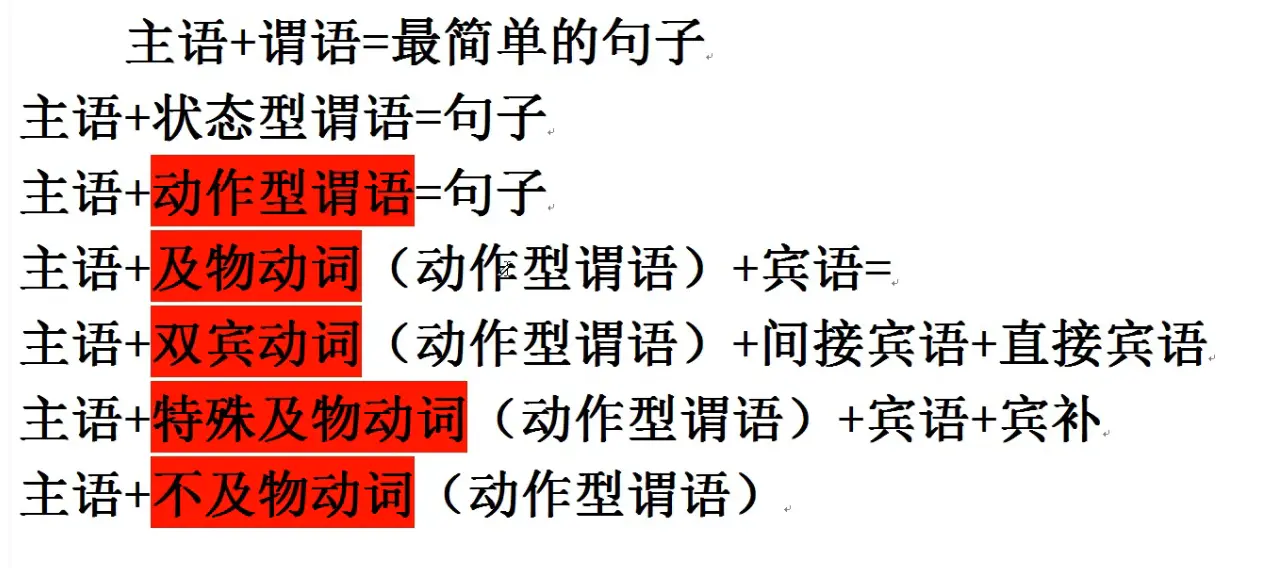 主语+谓语=最简单的句子
主语+状态型谓语=句子
主语+动作型谓语=句子
主语+及物动词（动作型谓语）+宾语=
主语+双宾动词（动作型谓语）+间接宾语+直接宾语
主语+特殊及物动词（动作型谓语）+宾语+宾补
主语+不及物动词（动作型谓语）